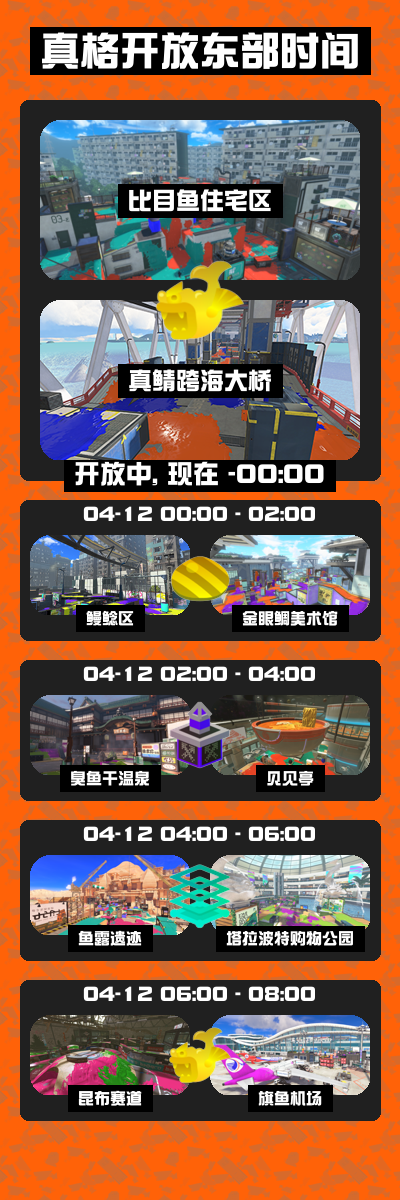 真格开放东部时间
比目鱼住宅区
真鲭跨海大桥
开放中, 现在 -00:00
04-12 00:00 - 02:00
鳗鲶区
金眼鲷美术馆
04-12 02:00 - 04:00
臭鱼干温泉
贝贝亭
04-12 04:00 - 06:00
鱼露遗迹
塔拉波特购物公园
04-12 06:00 - 08:00
昆布赛道
旗鱼机场